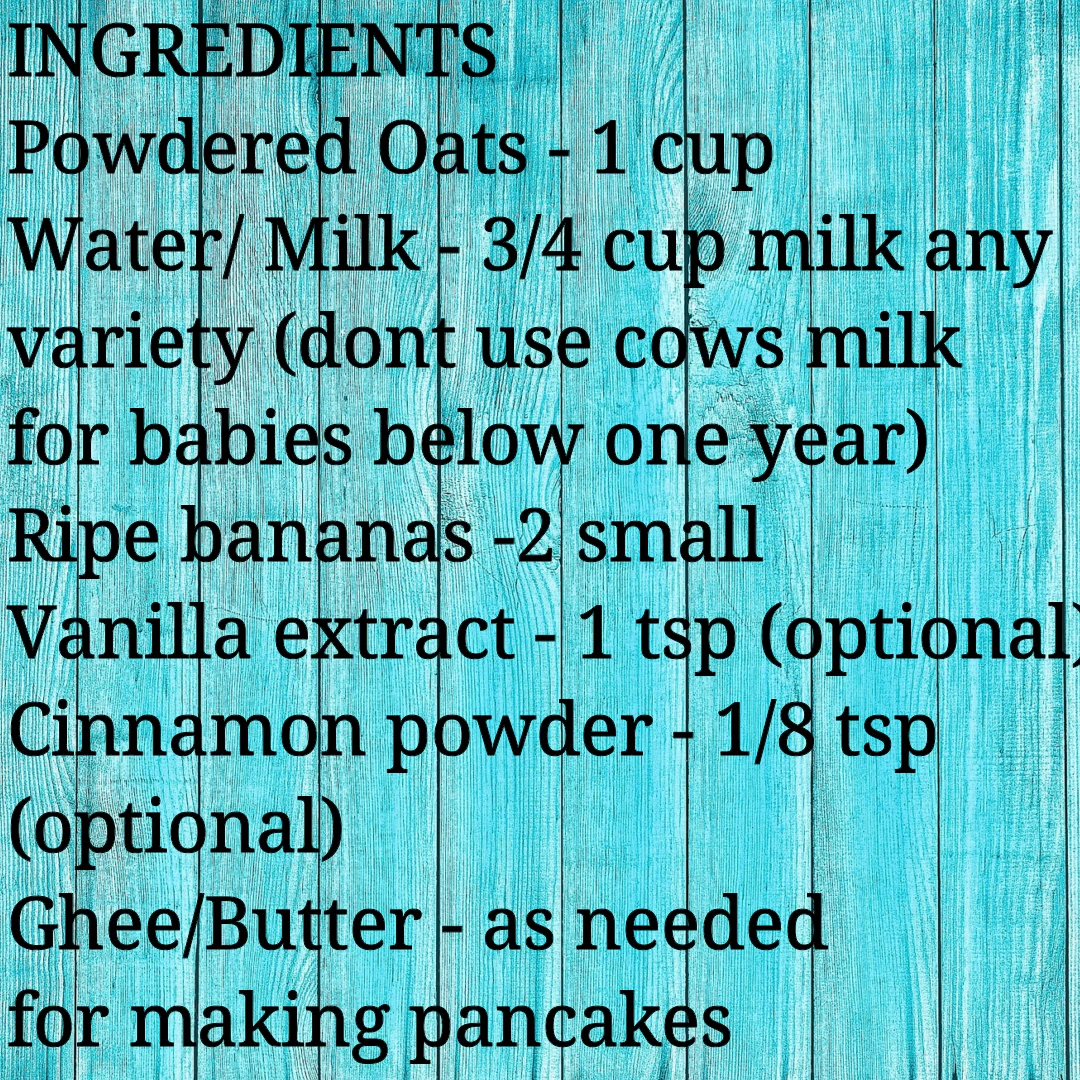 INGREDIENTS
Powdered Oats - 1 cup
Water/ Milk - 3/4 cup milk any
variety (dont use cows milk
for babies below one year)
Ripe bananas -2 small
Vanilla extract - 1 tsp (optional)
Cinnamon powder - 1/8 tsp
(optional)
Ghee/Butter - as needed
for making pancakes